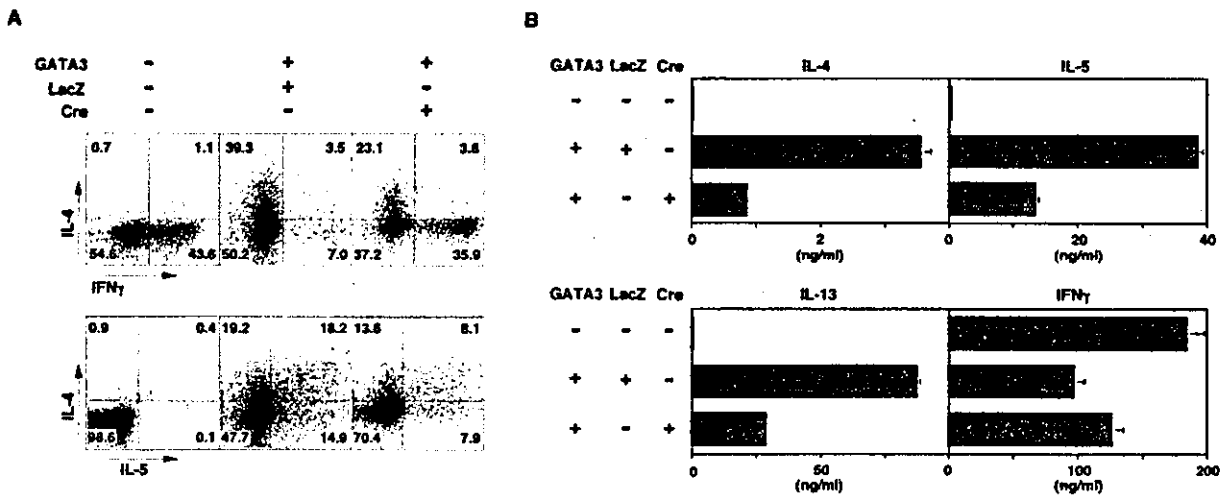 A
GATA3 - + +
LacZ - + -
Cre - - +
0.7 1.1 39.3 3.5 23.1 3.8
IL-4
54.6 43.6 50.2 7.0 37.2 35.9
IFNγ
0.9 0.4 19.2 18.2 13.6 8.1
IL-4
98.6 0.1 47.7 14.9 70.4 7.9
IL-5
B
GATA3 LacZ Cre IL-4 IL-5
- - -
+ + -
+ - +
0 2 0 20 40
(ng/ml) (ng/ml)
GATA3 LacZ Cre IL-13 IFNγ
- - -
+ + -
+ - +
0 50 0 100 200
(ng/ml) (ng/ml)